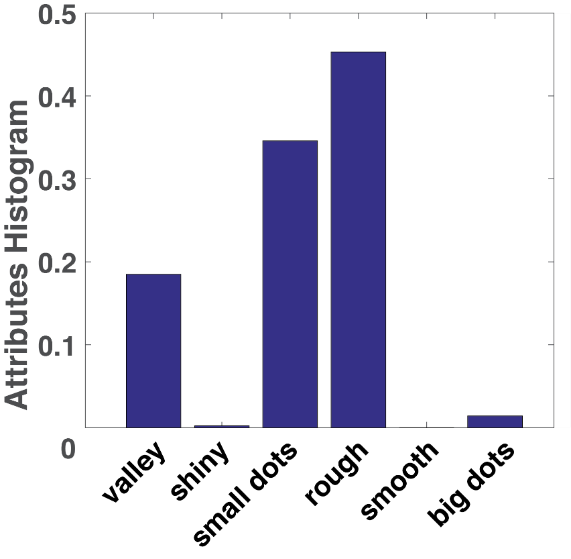 0.5
0.4
0.3
0.2
0.1
0
Attributes Histogram
valley
shiny
small dots
rough
smooth
big dots